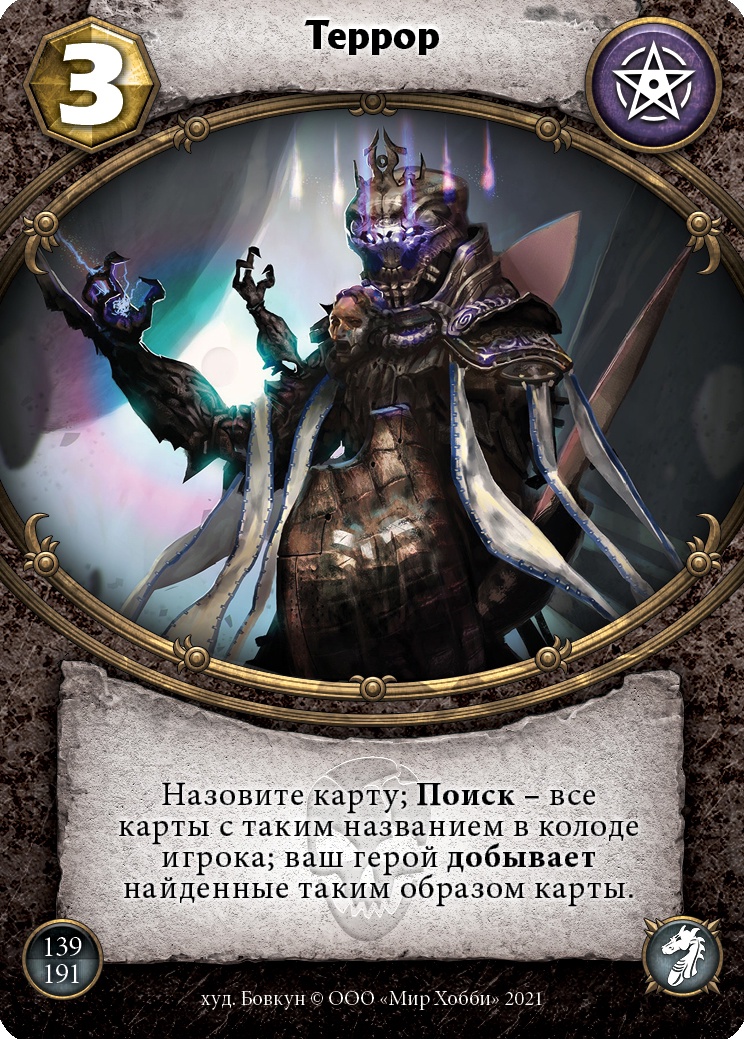 Террор
3
Назовите карту; Поиск – все
карты с таким названием в колоде
игрока; ваш герой добывает
найденные таким образом карты.
139
191
худ. Бовкун © ООО «Мир Хобби» 2021